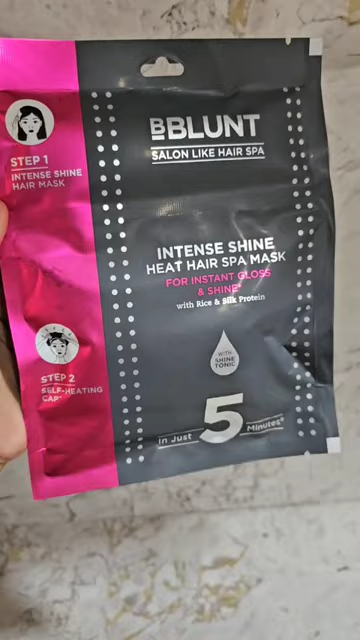 BBLUNT
SALON LIKE HAIR SPA
STEP 1
INTENSE SHINE
HAIR MASK
INTENSE SHINE
HEAT HAIR SPA MASK
FOR INSTANT GLOSS
& SHINE*
with Rice & Silk Protein
WITH
SHINE
TONIC
STEP 2
SELF-HEATING
CAP*
in Just 5 Minutes*